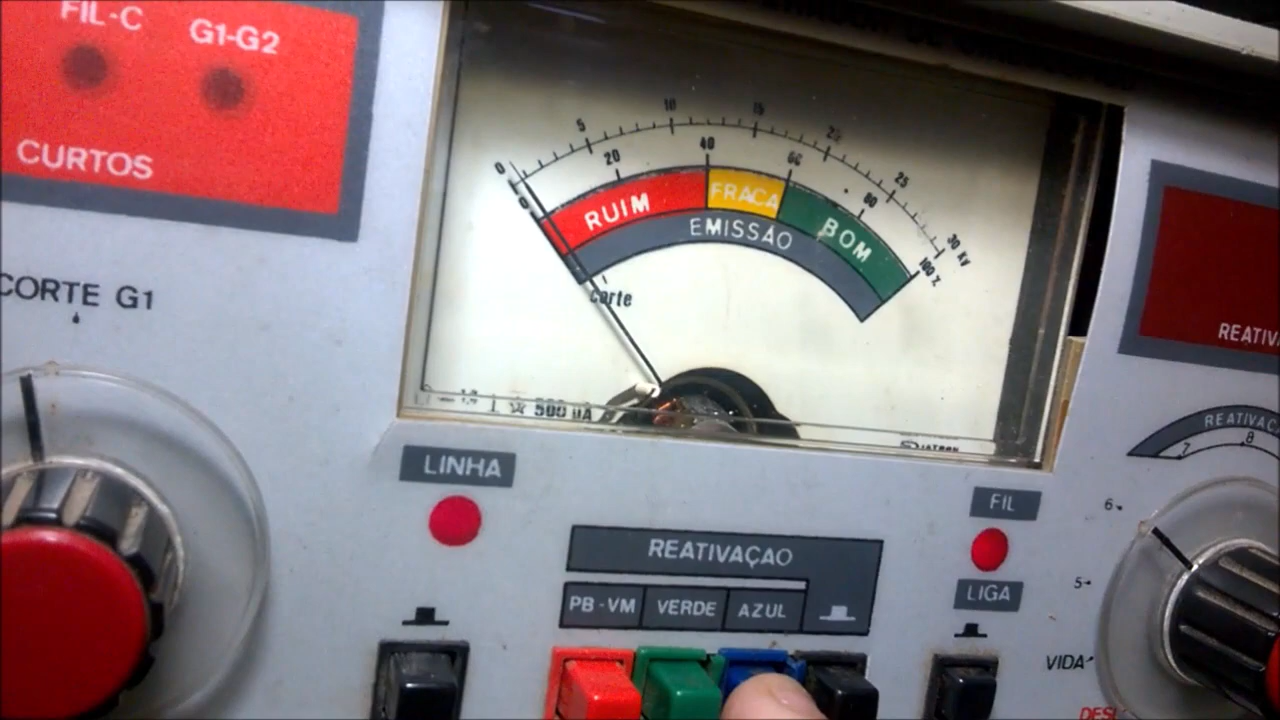 FIL-C G1-G2
CURTOS
CORTE G1
0 5 10 15 20 25 30 KV
0 20 40 60 80 100 %
RUIM FRACA BOM
EMISSÃO
Corte
500 uA
LINHA
REATIVAÇAO
PB-VM VERDE AZUL
FIL
LIGA
7 8
6
5
VIDA